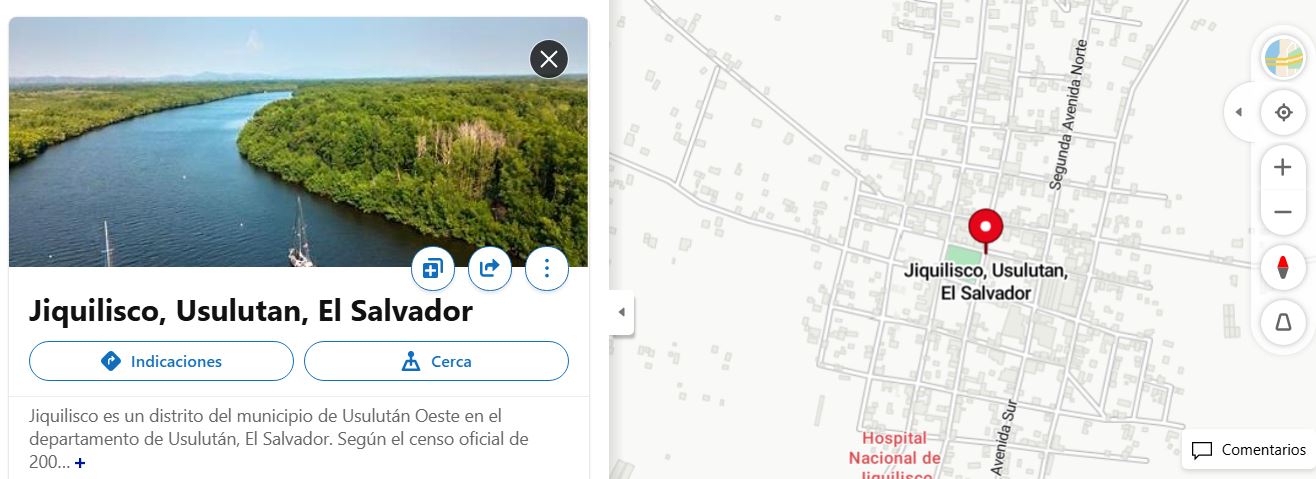 Jiquilisco, Usulutan, El Salvador
Indicaciones
Cerca
Jiquilisco es un distrito del municipio de Usulután Oeste en el
departamento de Usulután, El Salvador. Según el censo oficial de
200... +
Segunda Avenida Norte
Jiquilisco, Usulutan,
El Salvador
Avenida Sur
Hospital
Nacional de
Jiquilisco
Comentarios